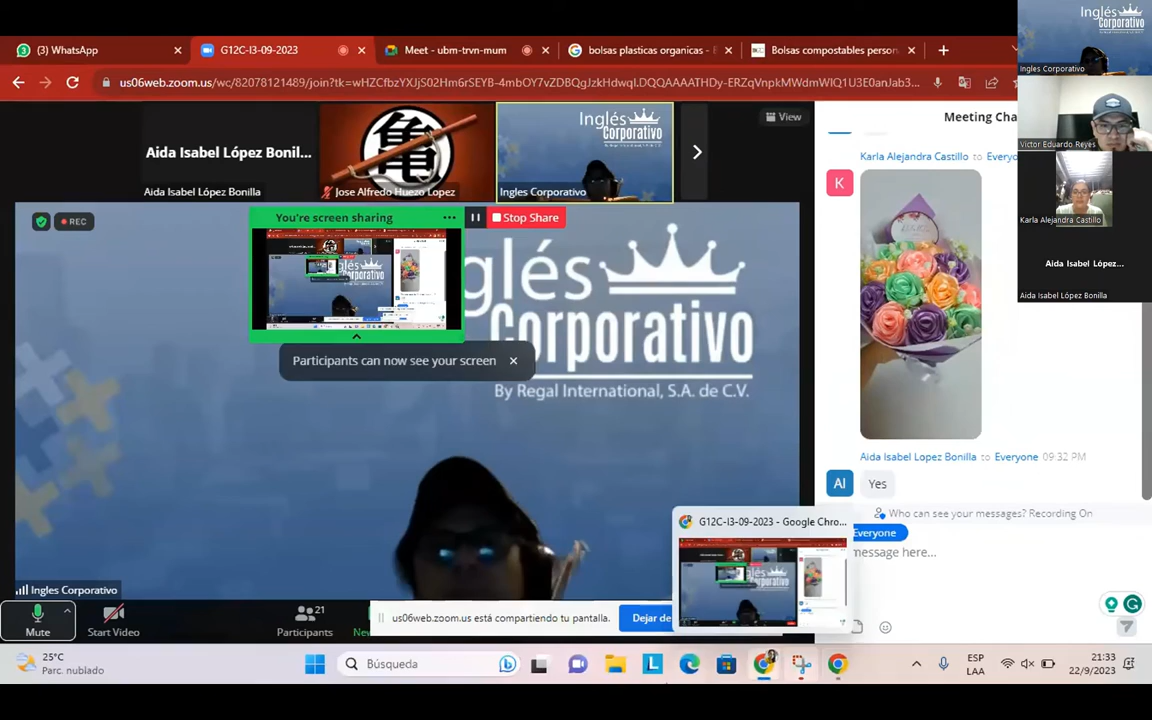 (3) WhatsApp
G12C-I3-09-2023
Meet - ubm-trvn-mum
bolsas plasticas organicas - B
Bolsas compostables person
us06web.zoom.us/wc/82078121489/join?tk=
Aida Isabel López Bonil...
Aida Isabel López Bonilla
Jose Alfredo Huezo Lopez
Inglés
Corporativo
Ingles Corporativo
View
Meeting Cha
Inglés
Corporativo
Ingles Corporativo
Victor Eduardo Reyes
Karla Alejandra Castillo
Aida Isabel López...
Aida Isabel López Bonilla
REC
You're screen sharing
Stop Share
Participants can now see your screen
Inglés
Corporativo
By Regal International, S.A. de C.V.
Karla Alejandra Castillo to Everyo
K
Aida Isabel Lopez Bonilla to Everyone 09:32 PM
AI
Yes
Who can see your messages? Recording On
Everyone
message here...
G12C-I3-09-2023 - Google Chro...
Ingles Corporativo
us06web.zoom.us está compartiendo tu pantalla.
Dejar de
Mute
Start Video
Participants
21
25°C
Parc. nublado
Búsqueda
ESP
LAA
21:33
22/9/2023